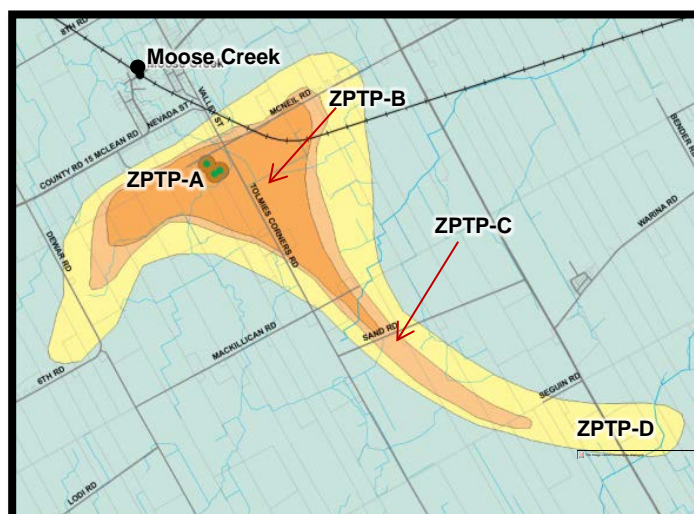 8TH RD
Moose Creek
Moose Creek
ZPTP-B
MCNEIL RD
NEVADA ST
VALLEY ST
COUNTY RD 15 MCLEAN RD
BENDER RD
ZPTP-A
TOLMIES CORNERS RD
ZPTP-C
WARINA RD
DEWAR RD
SAND RD
MACKILLICAN RD
6TH RD
SEGUIN RD
ZPTP-D
LODI RD